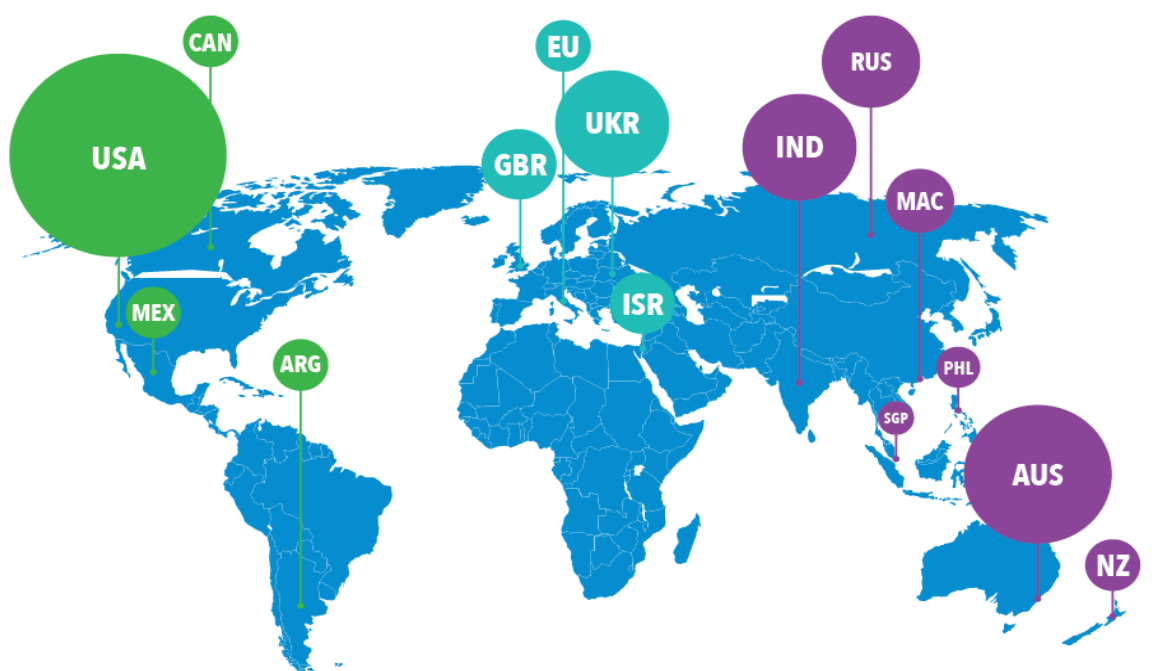 CAN
EU
RUS
UKR
IND
USA
GBR
MAC
ISR
MEX
ARG
PHL
SGP
AUS
NZ